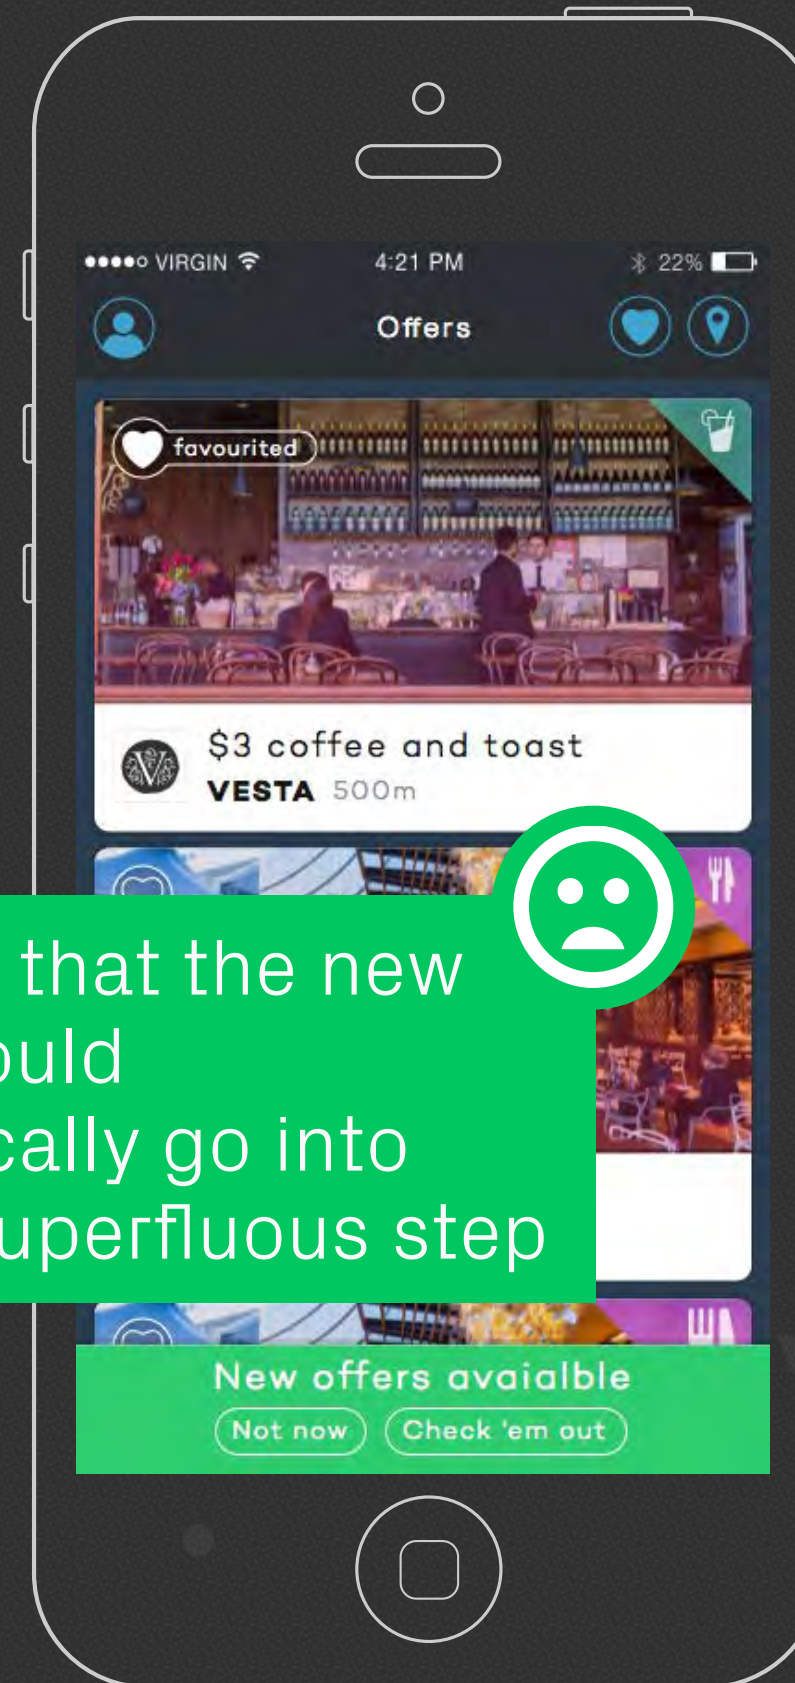 VIRGIN 4:21 PM 22%
Offers
favourited
$3 coffee and toast
VESTA 500m
that the new
ould
cally go into
uperfluous step
New offers avaialble
Not now Check 'em out